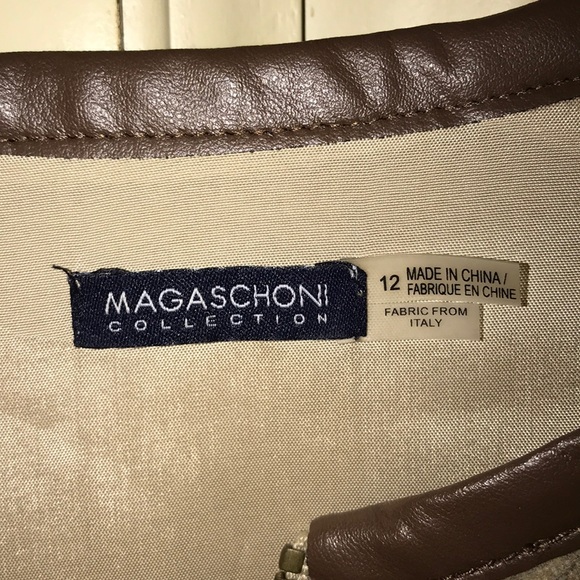 MAGASCHONI
COLLECTION
12 MADE IN CHINA /
FABRIQUE EN CHINE
FABRIC FROM
ITALY